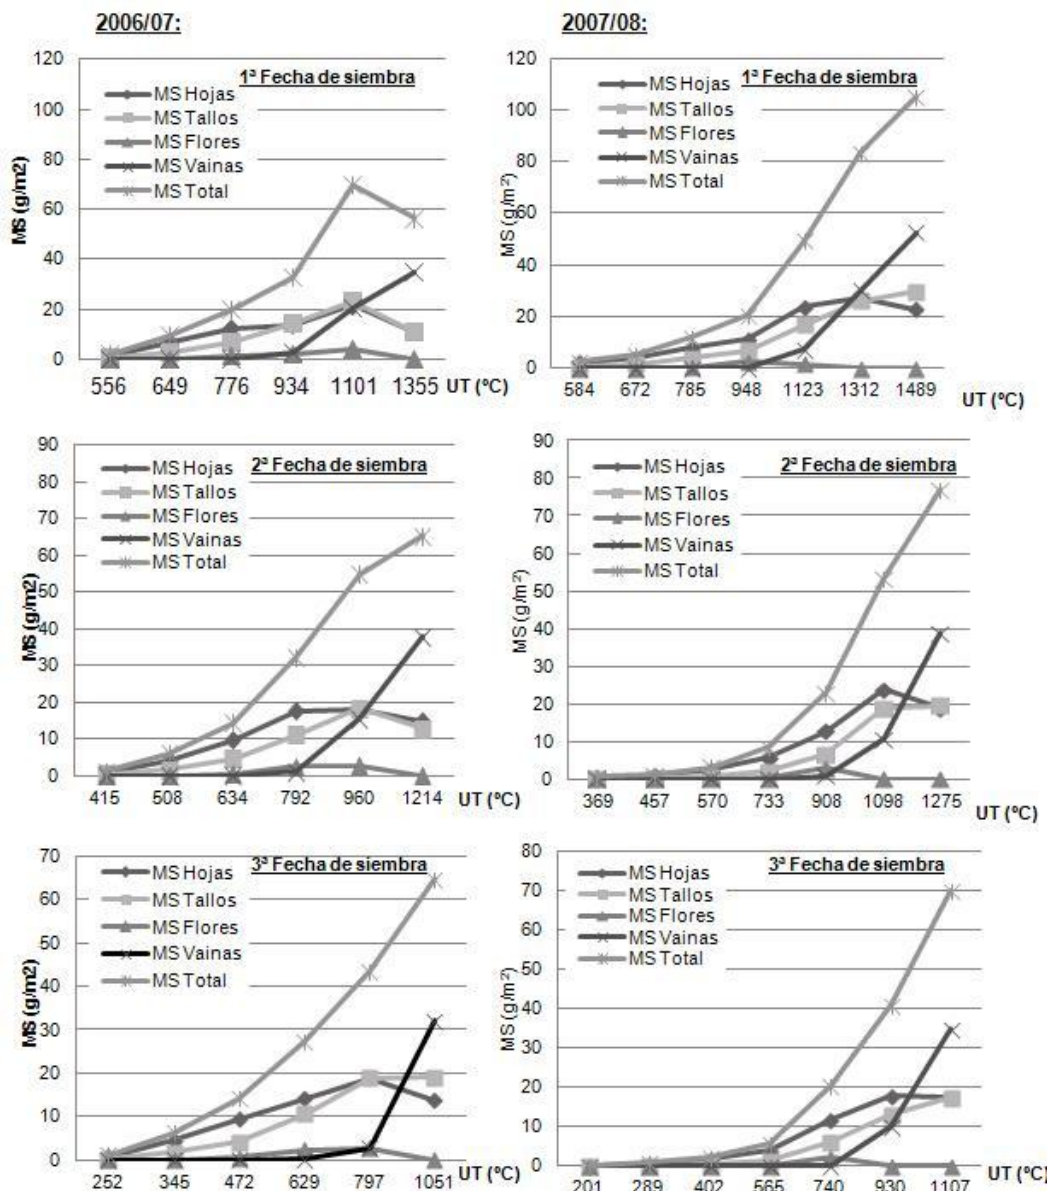 2006/07:
2007/08:
120
100
80
60
40
20
0
MS (g/m2)
1ª Fecha de siembra
MS Hojas
MS Tallos
MS Flores
MS Vainas
MS Total
556 649 776 934 1101 1355 UT (ºC)
120
100
80
60
40
20
0
MS (g/m²)
1ª Fecha de siembra
MS Hojas
MS Tallos
MS Flores
MS Vainas
MS Total
584 672 785 948 1123 1312 1489
UT (ºC)
90
80
70
60
50
40
30
20
10
0
MS (g/m2)
2ª Fecha de siembra
MS Hojas
MS Tallos
MS Flores
MS Vainas
MS Total
415 508 634 792 960 1214 UT (ºC)
90
80
70
60
50
40
30
20
10
0
MS (g/m²)
2ª Fecha de siembra
MS Hojas
MS Tallos
MS Flores
MS Vainas
MS Total
369 457 570 733 908 1098 1275
UT (ºC)
70
60
50
40
30
20
10
0
MS (g/m2)
3ª Fecha de siembra
MS Hojas
MS Tallos
MS Flores
MS Vainas
MS Total
252 345 472 629 797 1051 UT (ºC)
80
70
60
50
40
30
20
10
0
MS (g/m²)
3ª Fecha de siembra
MS Hojas
MS Tallos
MS Flores
MS Vainas
MS Total
201 289 402 565 740 930 1107 UT (ºC)